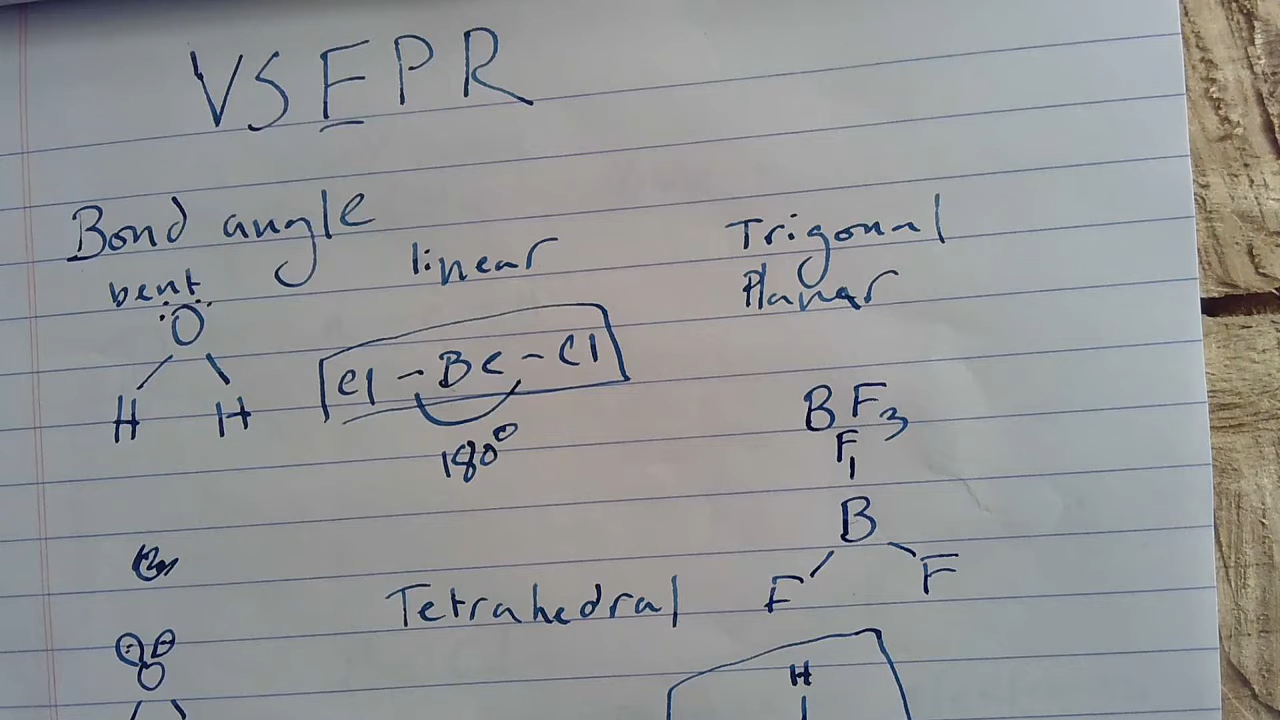 VSEPR
Bond angle
bent
linear
Trigonal
Planar
O
H H
Cl - Be - Cl
180°
BF3
F
B
F F
Tetrahedral
O
H